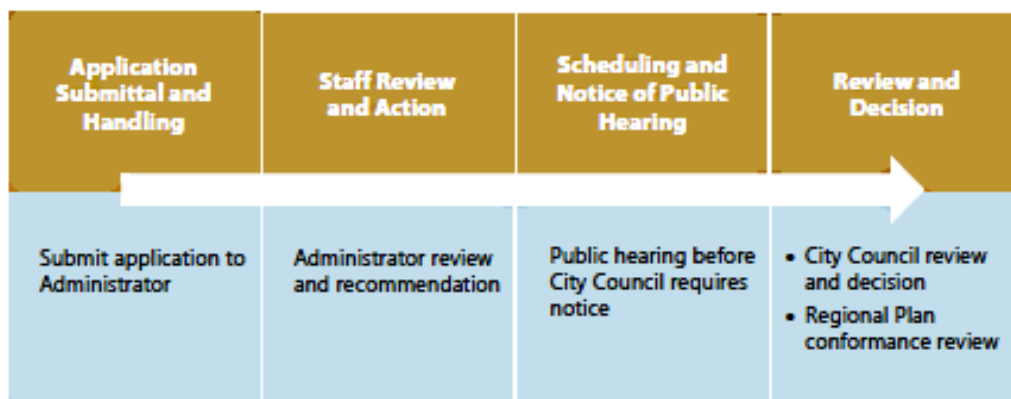 Application
Submittal and
Handling
Staff Review
and Action
Scheduling and
Notice of Public
Hearing
Review and
Decision
Submit application to
Administrator
Administrator review
and recommendation
Public hearing before
City Council requires
notice
• City Council review
and decision
• Regional Plan
conformance review